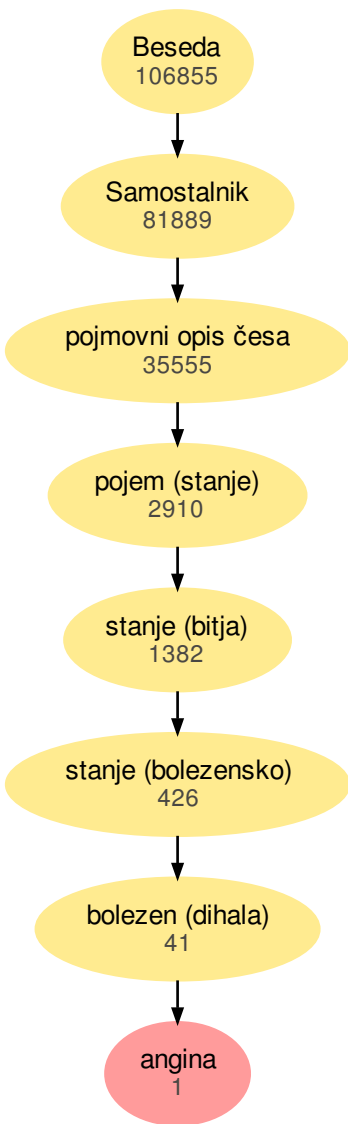 Beseda
106855
Samostalnik
81889
pojmovni opis česa
35555
pojem (stanje)
2910
stanje (bitja)
1382
stanje (bolezensko)
426
bolezen (dihala)
41
angina
1